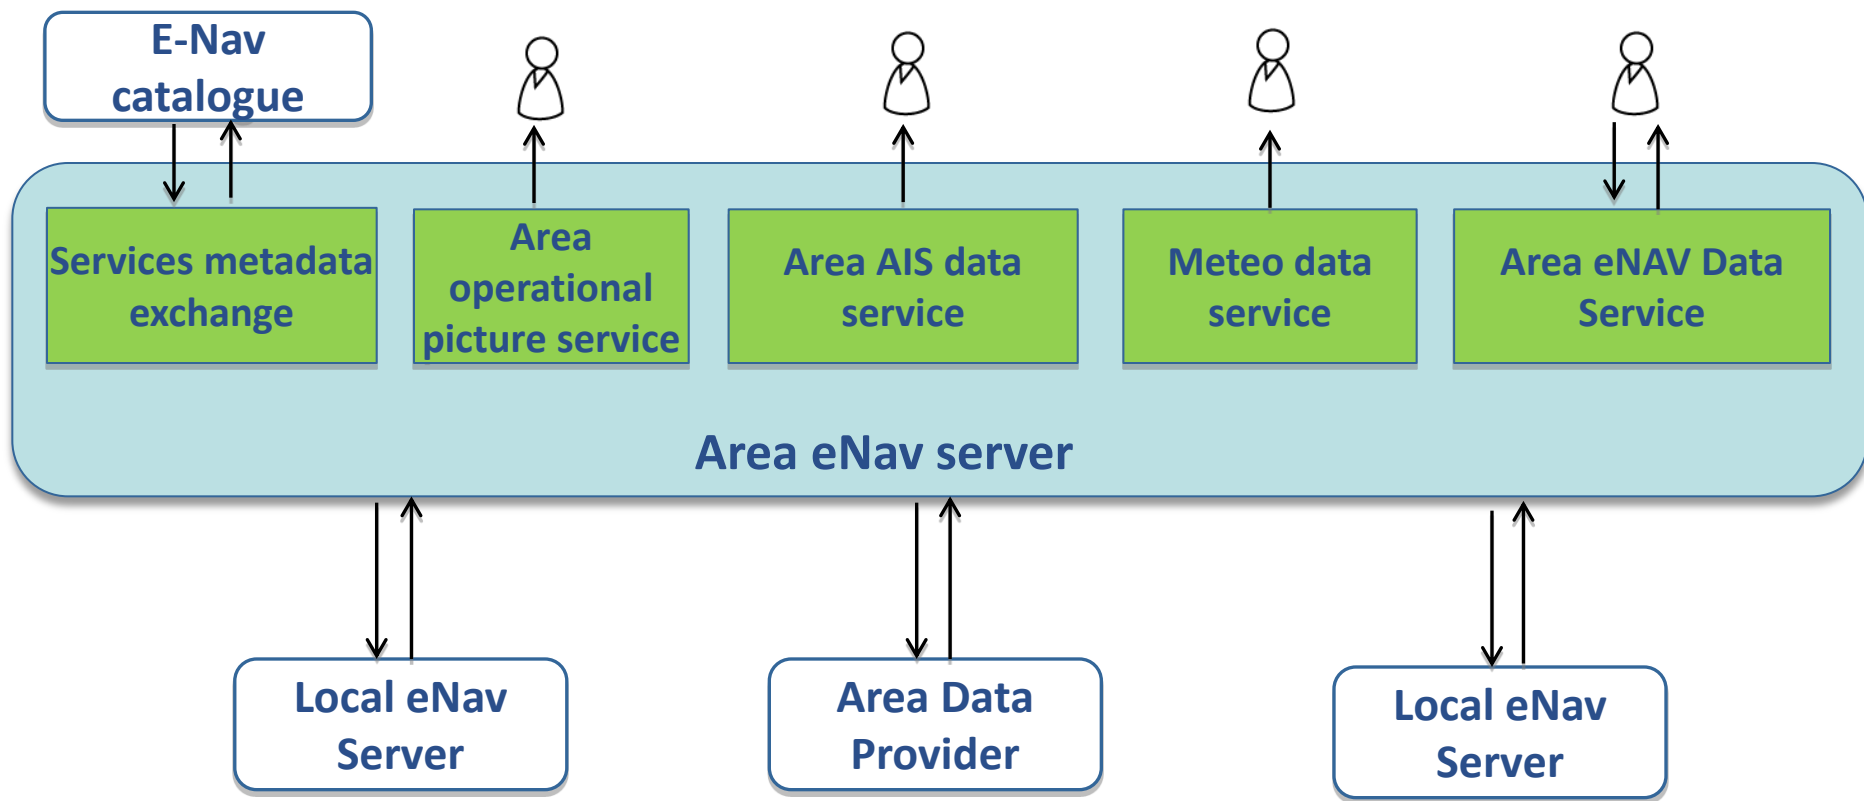 E-Nav
catalogue
Services metadata
exchange
Area
operational
picture service
Area AIS data
service
Meteo data
service
Area eNAV Data
Service
Area eNav server
Local eNav
Server
Area Data
Provider
Local eNav
Server